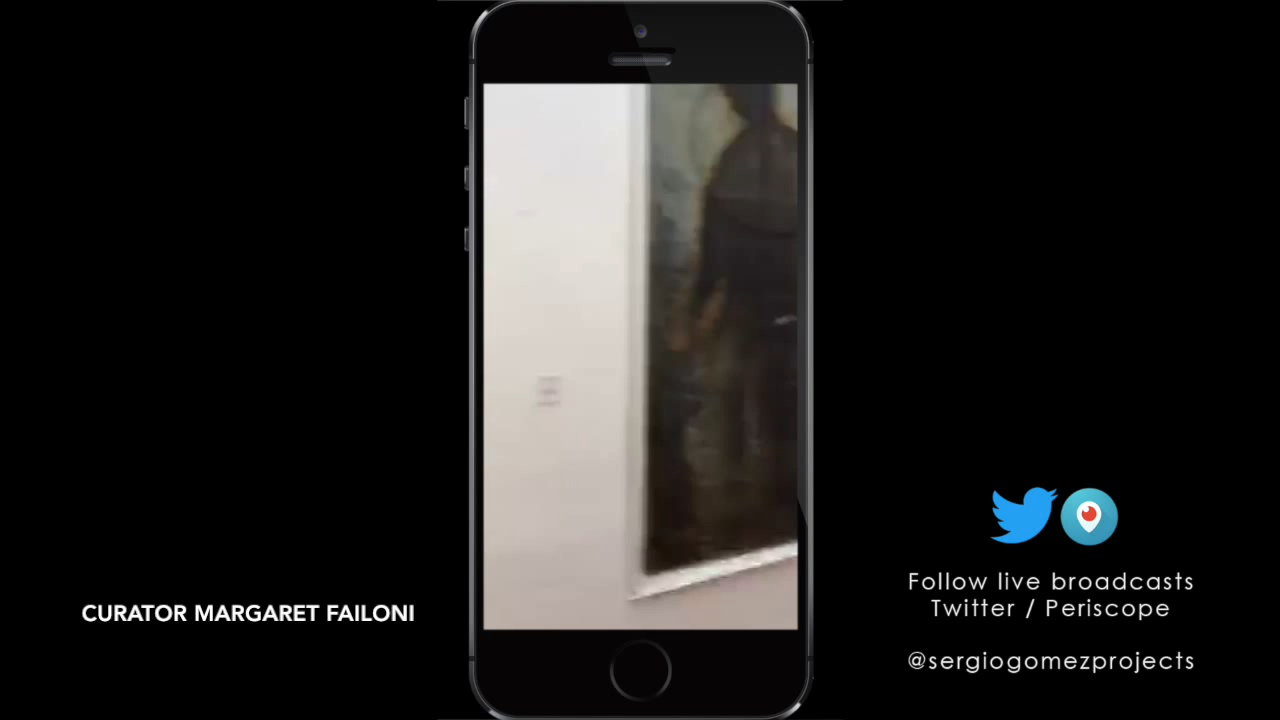 CURATOR MARGARET FAILONI
Follow live broadcasts
Twitter / Periscope
@sergiogomezprojects